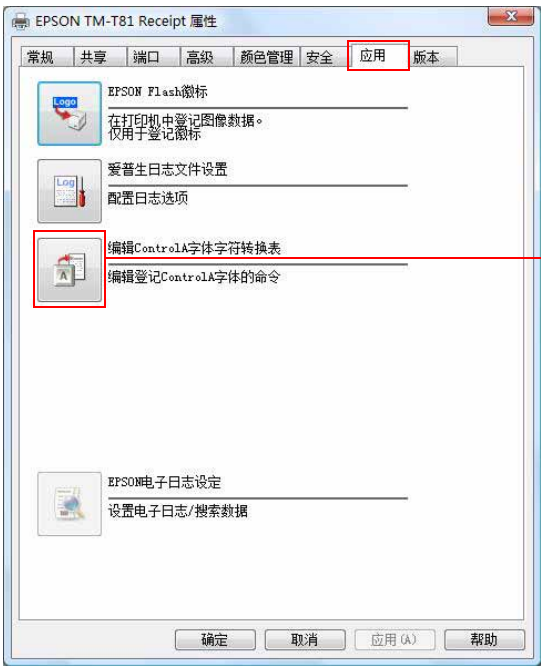 EPSON TM-T81 Receipt 属性
常规 共享 端口 高级 颜色管理 安全 应用 版本
EPSON Flash徽标
Logo
在打印机中登记图像
数据。
仅用于登记徽标
爱普生日志文件设置
Log
配置日志选项
编辑ControlA字体字符转换表
A
编辑登记ControlA字体的命令
EPSON电子日志设定
设置电子日志/搜索数据
确定 取消 应用(A) 帮助